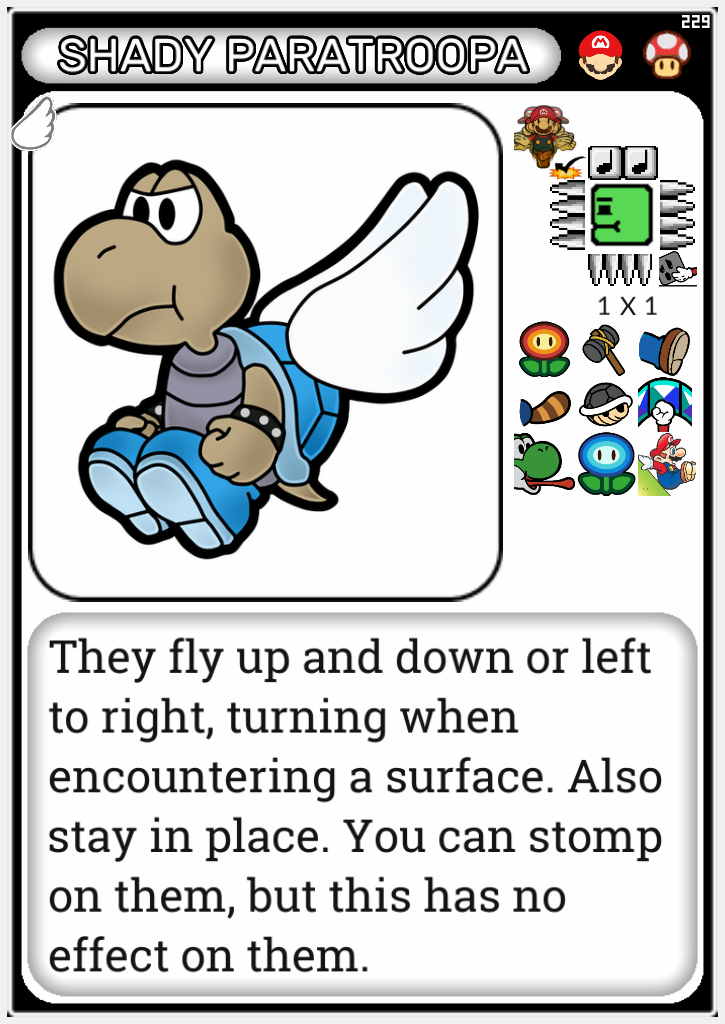 229
SHADY PARATROOPA
1 X 1
They fly up and down or left
to right, turning when
encountering a surface. Also
stay in place. You can stomp
on them, but this has no
effect on them.